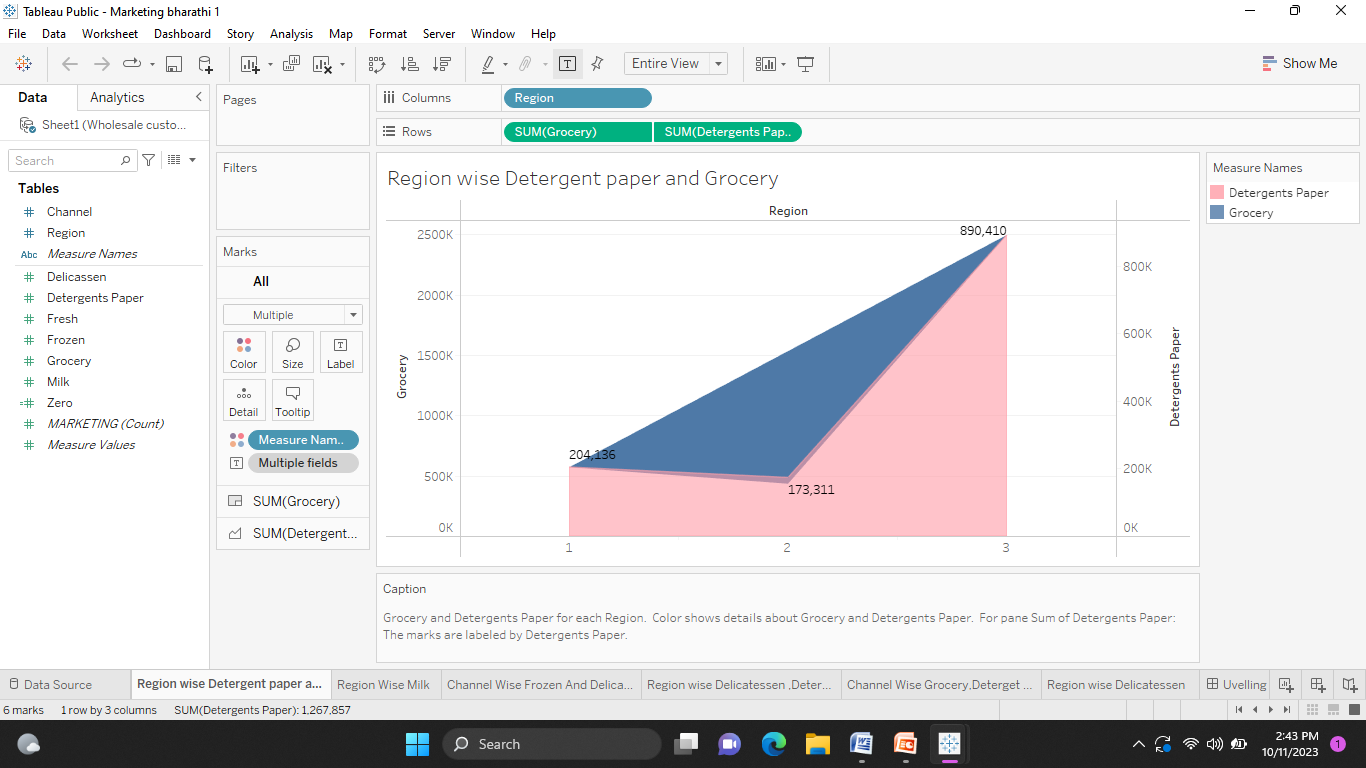 Tableau Public - Marketing bharathi 1
File Data Worksheet Dashboard Story Analysis Map Format Server Window Help
Entire View
Show Me
Data Analytics
Sheet1 (Wholesale custo...
Search
Tables
Channel
Region
Abc Measure Names
Delicassen
Detergents Paper
Fresh
Frozen
Grocery
Milk
Zero
MARKETING (Count)
Measure Values
Pages
Filters
Marks
All
Multiple
Color Size Label
Detail Tooltip
Measure Nam..
Multiple fields
SUM(Grocery)
SUM(Detergent...
Columns Region
Rows SUM(Grocery) SUM(Detergents Pap..
Region wise Detergent paper and Grocery
Region
2500K
2000K
1500K
1000K
500K
0K
Grocery
890,410
204,136
173,311
800K
600K
400K
200K
0K
Detergents Paper
1 2 3
Measure Names
Detergents Paper
Grocery
Caption
Grocery and Detergents Paper for each Region. Color shows details about Grocery and Detergents Paper. For pane Sum of Detergents Paper:
The marks are labeled by Detergents Paper.
Data Source Region wise Detergent paper a... Region Wise Milk Channel Wise Frozen And Delica... Region wise Delicatessen ,Deter... Channel Wise Grocery,Deterget ... Region wise Delicatessen Uvelling
6 marks 1 row by 3 columns SUM(Detergents Paper): 1,267,857
Search
2:43 PM
10/11/2023
1